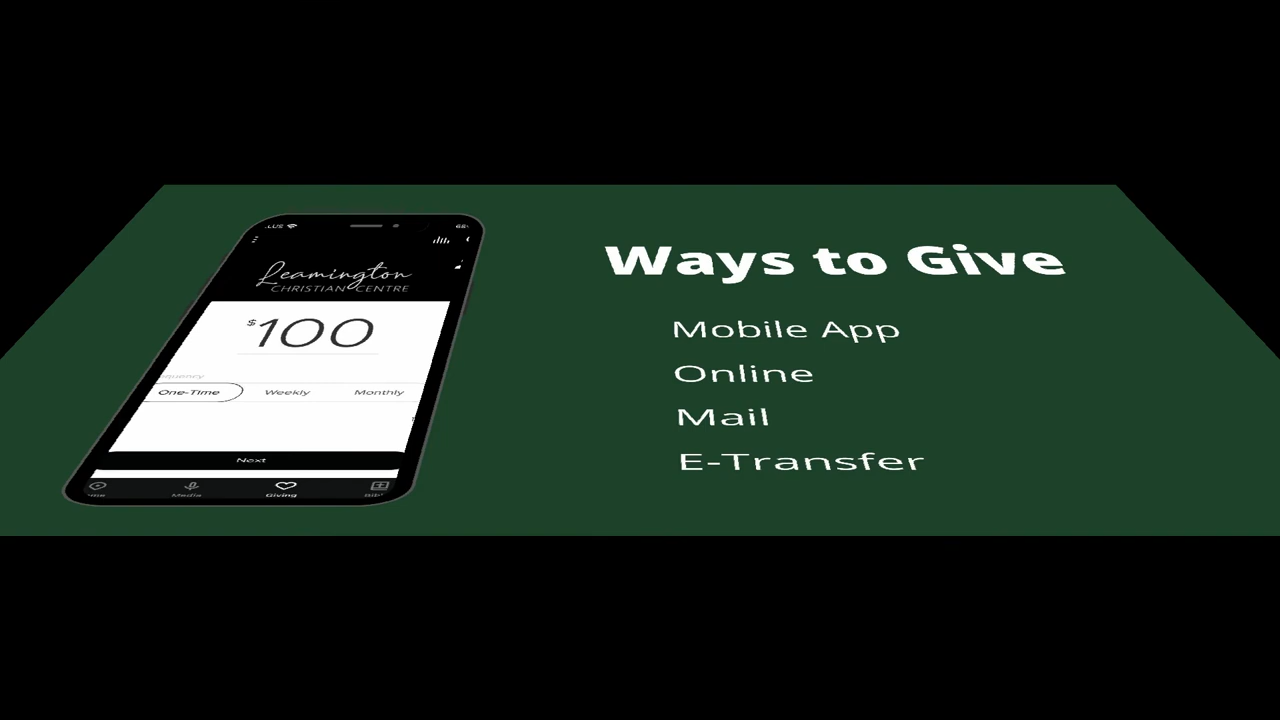 Leamington
CHRISTIAN CENTRE
$100
One-Time Weekly Monthly
Next
Media Giving
Ways to Give
Mobile App
Online
Mail
E-Transfer